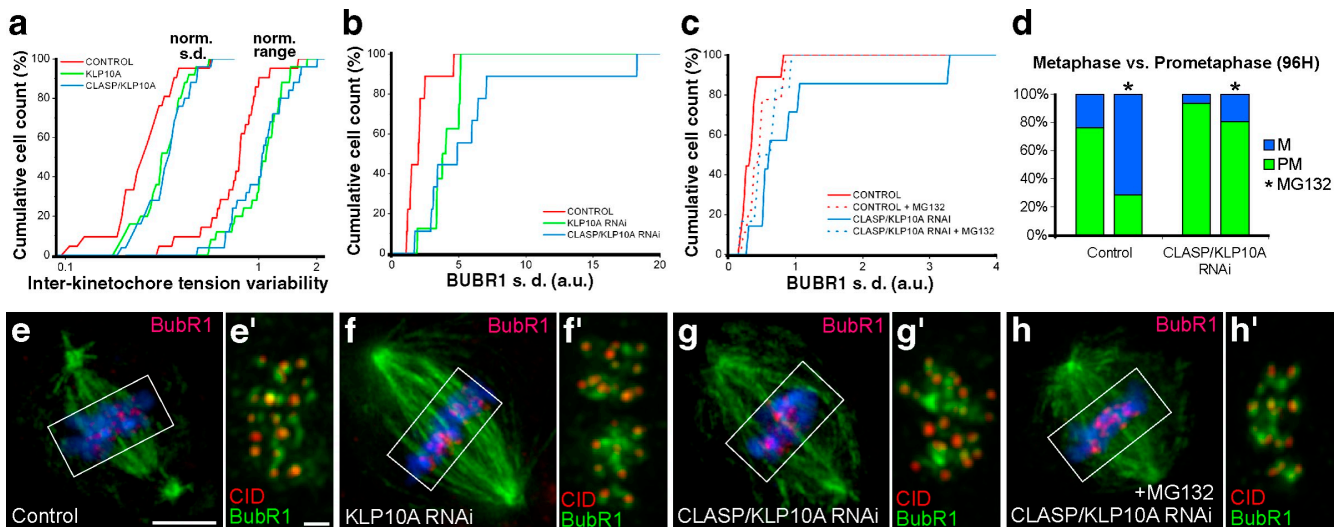 a
norm. s.d.
norm. range
CONTROL
KLP10A
CLASP/KLP10A
Cumulative cell count (%)
100
80
60
40
20
0
0.1
1
2
Inter-kinetochore tension variability
b
Cumulative cell count (%)
100
80
60
40
20
0
CONTROL
KLP10A RNAi
CLASP/KLP10A RNAi
0
5
10
15
20
BUBR1 s. d. (a.u.)
c
Cumulative cell count (%)
100
80
60
40
20
0
CONTROL
CONTROL + MG132
CLASP/KLP10A RNAI
CLASP/KLP10A RNAI + MG132
0
1
2
3
4
BUBR1 s. d. (a.u.)
d
Metaphase vs. Prometaphase (96H)
100%
80%
60%
40%
20%
0%
*
*
M
PM
* MG132
Control
CLASP/KLP10A
RNAi
e
BubR1
Control
e'
CID
BubR1
f
BubR1
KLP10A RNAi
f'
CID
BubR1
g
BubR1
CLASP/KLP10A RNAi
g'
CID
BubR1
h
BubR1
+MG132
CLASP/KLP10A RNAi
h'
CID
BubR1